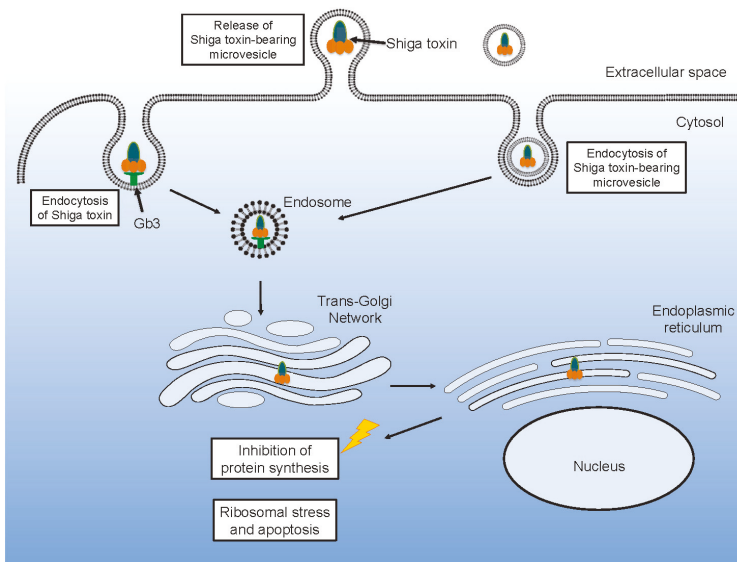 Release of
Shiga toxin-bearing
microvesicle
Shiga toxin
Extracellular space
Cytosol
Endocytosis of
Shiga toxin-bearing
microvesicle
Endocytosis
of Shiga toxin
Gb3
Endosome
Trans-Golgi
Network
Endoplasmic
reticulum
Inhibition of
protein synthesis
Nucleus
Ribosomal stress
and apoptosis